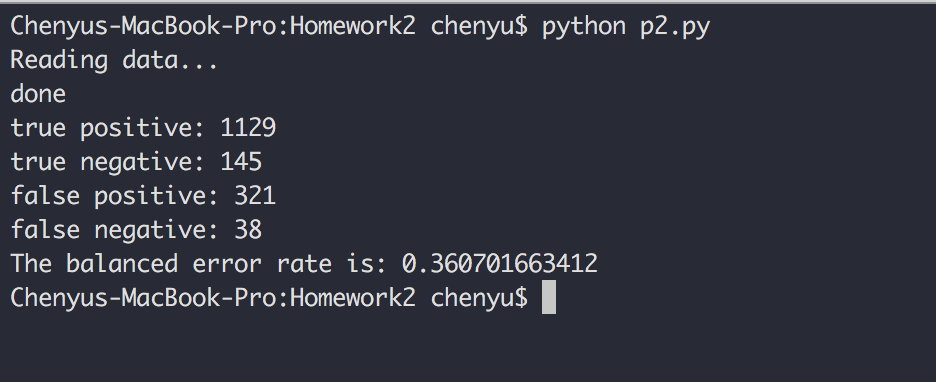 Chenyus-MacBook-Pro:Homework2 chenyu$ python p2.py
Reading data...
done
true positive: 1129
true negative: 145
false positive: 321
false negative: 38
The balanced error rate is: 0.360701663412
Chenyus-MacBook-Pro:Homework2 chenyu$